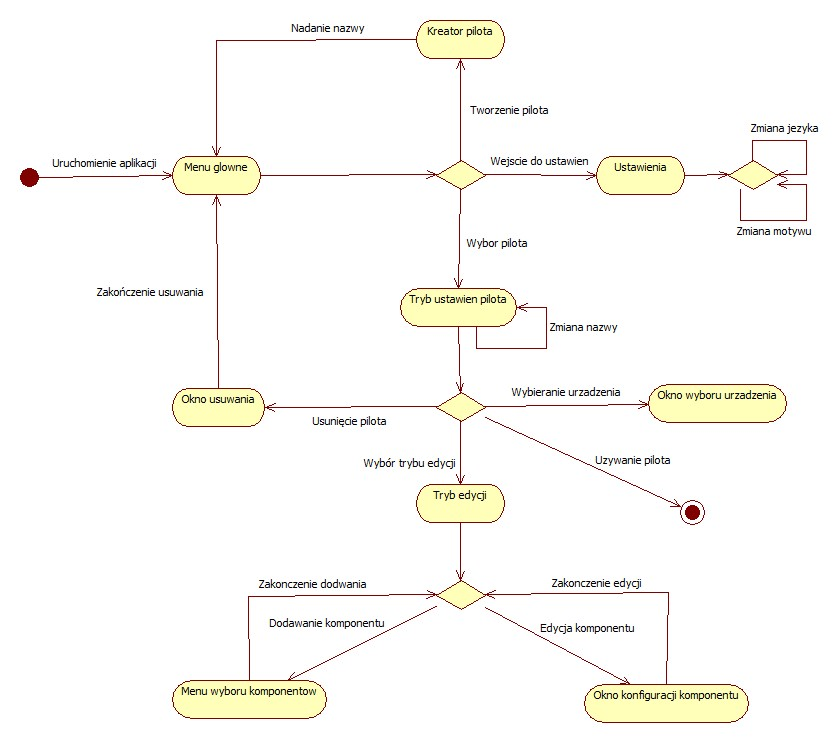 Nadanie nazwy
Kreator pilota
Tworzenie pilota
Zmiana jezyka
Uruchomienie aplikacji
Menu glowne
Wejscie do ustawien
Ustawienia
Zmiana motywu
Wybor pilota
Zakończenie usuwania
Tryb ustawien pilota
Zmiana nazwy
Okno usuwania
Wybieranie urzadzenia
Okno wyboru urzadzenia
Usunięcie pilota
Wybór trybu edycji
Uzywanie pilota
Tryb edycji
Zakonczenie dodwania
Zakonczenie edycji
Dodawanie komponentu
Edycja komponentu
Menu wyboru komponentow
Okno konfiguracji komponentu